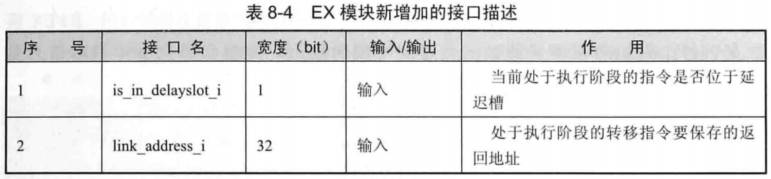 表 8-4 EX 模块新增加的接口描述
序 号 接 口 名 宽度(bit) 输入/输出 作 用
1 is_in_delayslot_i 1 输入 当前处于执行阶段的指令是否位于延
迟槽
2 link_address_i 32 输入 处于执行阶段的转移指令要保存的返
回地址